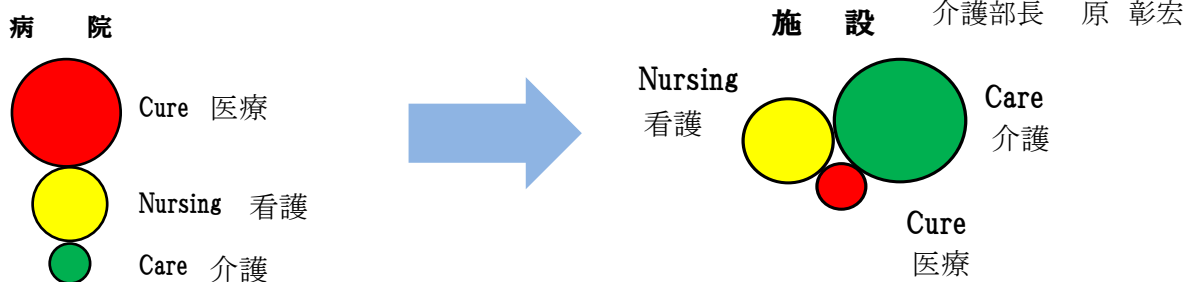 病 院
Cure 医療
Nursing 看護
Care 介護
施 設
介護部長 原 彰宏
Nursing
看護
Care
介護
Cure
医療